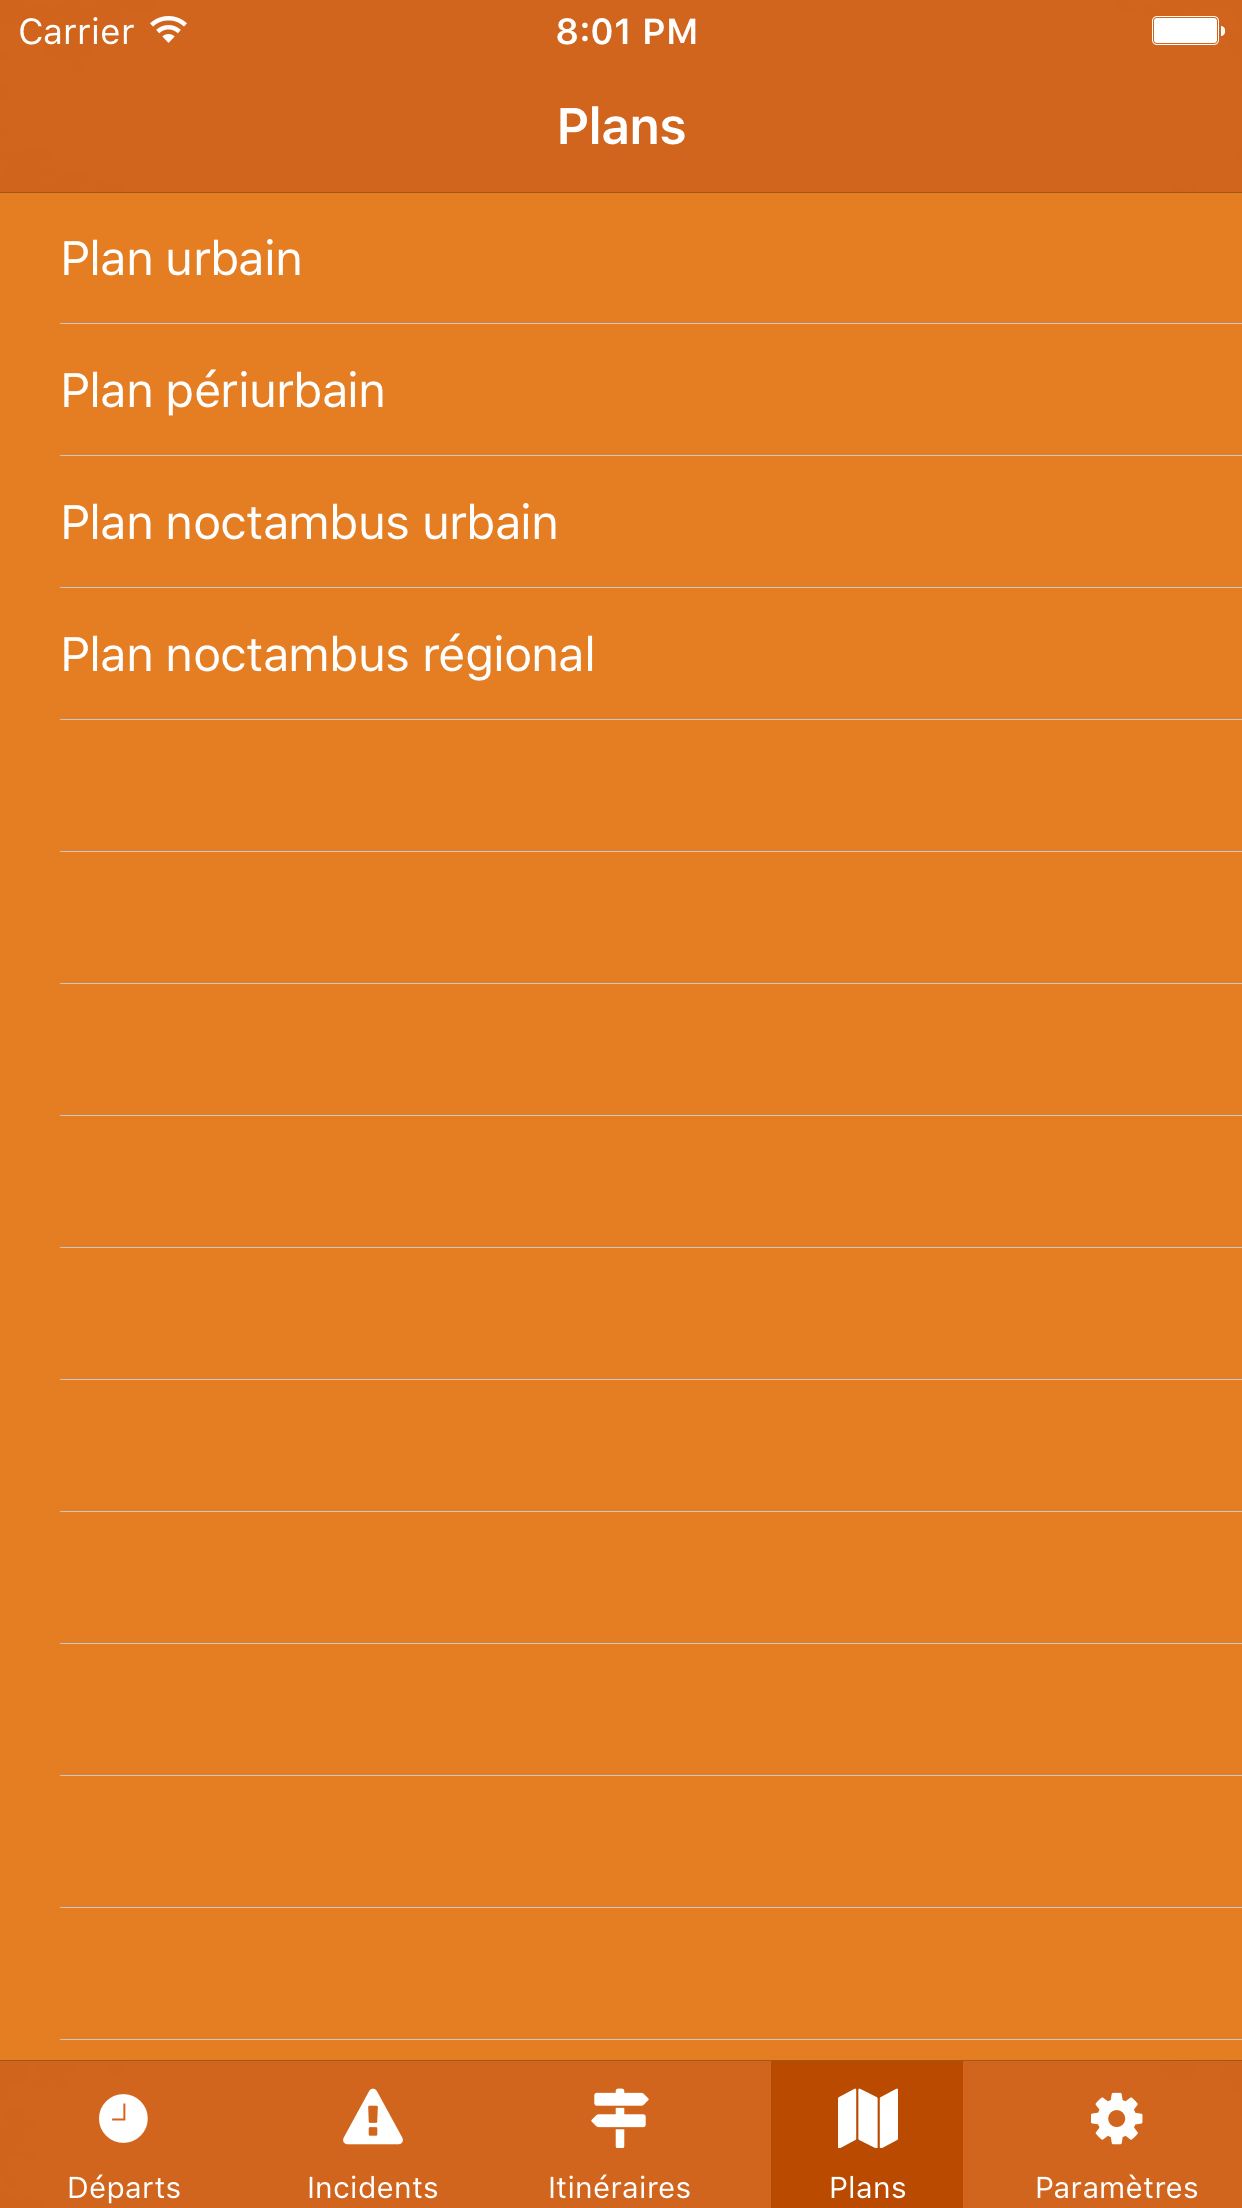 Carrier 8:01 PM
Plans
Plan urbain
Plan périurbain
Plan noctambus urbain
Plan noctambus régional
Départs Incidents Itinéraires Plans Paramètres